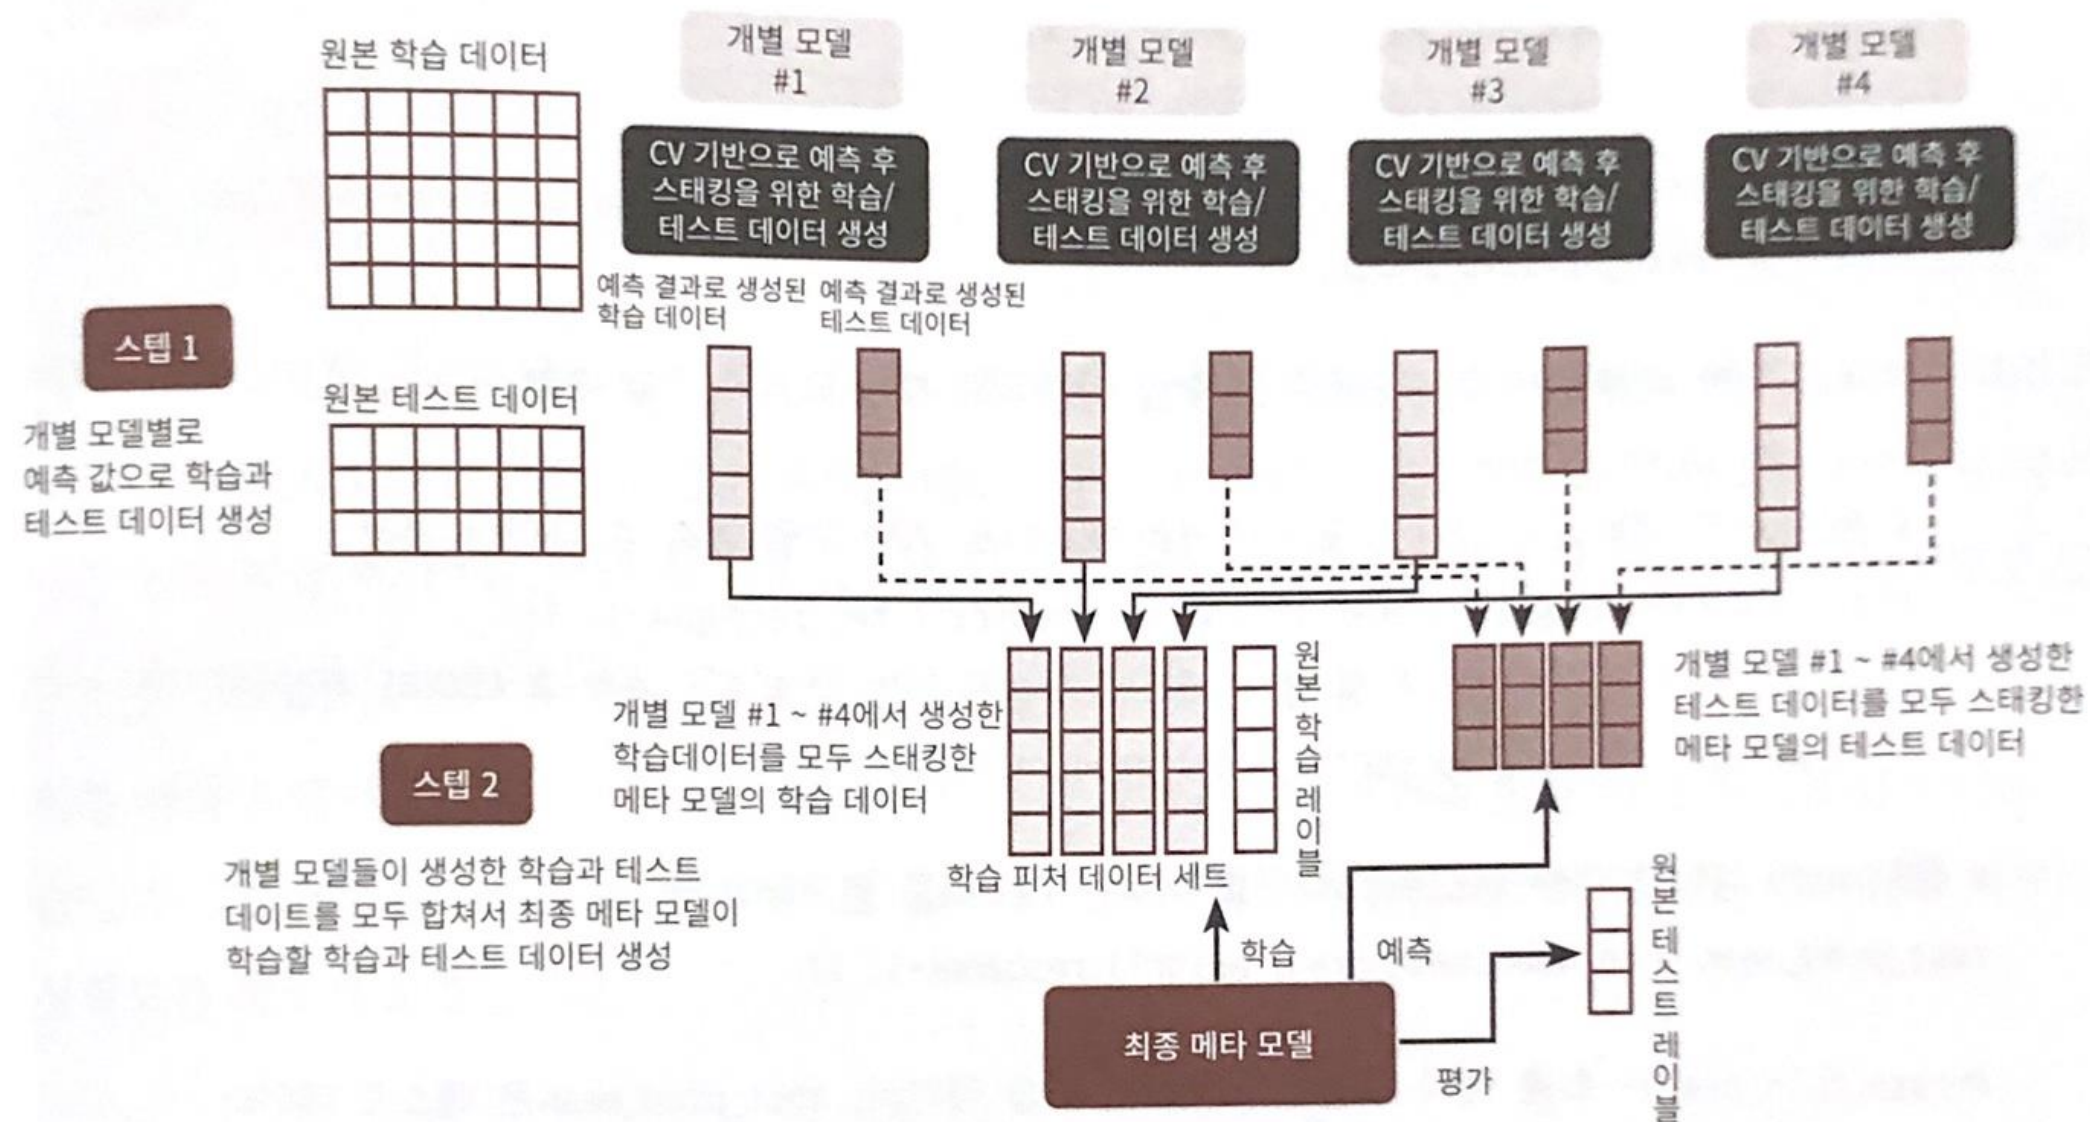 원본 학습 데이터
개별 모델
#1
개별 모델
#2
개별 모델
#3
개별 모델
#4
CV 기반으로 예측 후
스태킹을 위한 학습/
테스트 데이터 생성
CV 기반으로 예측 후
스태킹을 위한 학습/
테스트 데이터 생성
CV 기반으로 예측 후
스태킹을 위한 학습/
테스트 데이터 생성
CV 기반으로 예측 후
스태킹을 위한 학습/
테스트 데이터 생성
예측 결과로 생성된
학습 데이터
예측 결과로 생성된
테스트 데이터
스텝 1
개별 모델별로
예측 값으로 학습과
테스트 데이터 생성
원본 테스트 데이터
개별 모델 #1 ~ #4에서 생성한
학습데이터를 모두 스태킹한
메타 모델의 학습 데이터
원본 학습 레이블
개별 모델 #1 ~ #4에서 생성한
테스트 데이터를 모두 스태킹한
메타 모델의 테스트 데이터
스텝 2
개별 모델들이 생성한 학습과 테스트
데이트를 모두 합쳐서 최종 메타 모델이
학습할 학습과 테스트 데이터 생성
학습 피처 데이터 세트
학습
예측
원본 테스트 레이블
최종 메타 모델
평가